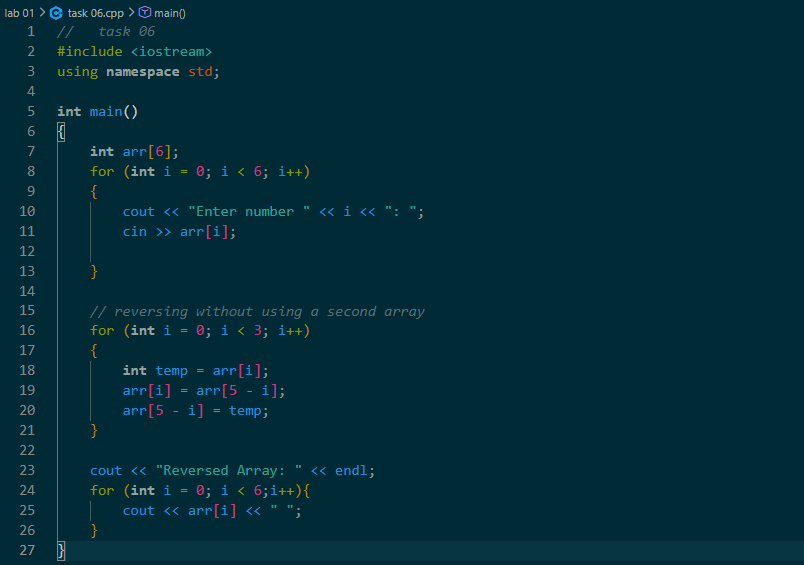 lab 01 > task 06.cpp > main()
1 //   task 06
2 #include <iostream>
3 using namespace std;
4
5 int main()
6 {
7     int arr[6];
8     for (int i = 0; i < 6; i++)
9     {
10         cout << "Enter number " << i << ": ";
11         cin >> arr[i];
12
13     }
14
15     // reversing without using a second array
16     for (int i = 0; i < 3; i++)
17     {
18         int temp = arr[i];
19         arr[i] = arr[5 - i];
20         arr[5 - i] = temp;
21     }
22
23     cout << "Reversed Array: " << endl;
24     for (int i = 0; i < 6;i++){
25         cout << arr[i] << " ";
26     }
27 }